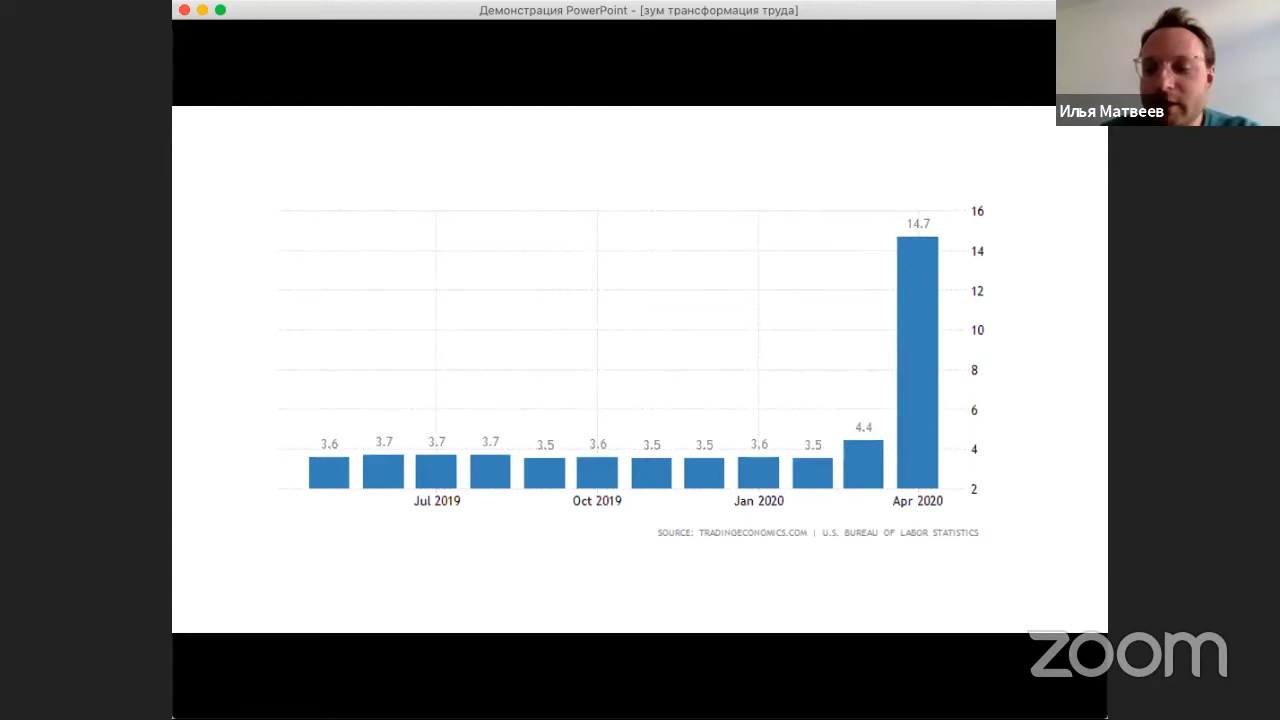 Демонстрация PowerPoint - [зум трансформация труда]
Илья Матвеев
16
14.7
14
12
10
8
6
4.4
3.6 3.7 3.7 3.7 3.5 3.6 3.5 3.5 3.6 3.5
4
2
Jul 2019 Oct 2019 Jan 2020 Apr 2020
SOURCE: TRADINGECONOMICS.COM | U.S. BUREAU OF LABOR STATISTICS
zoom